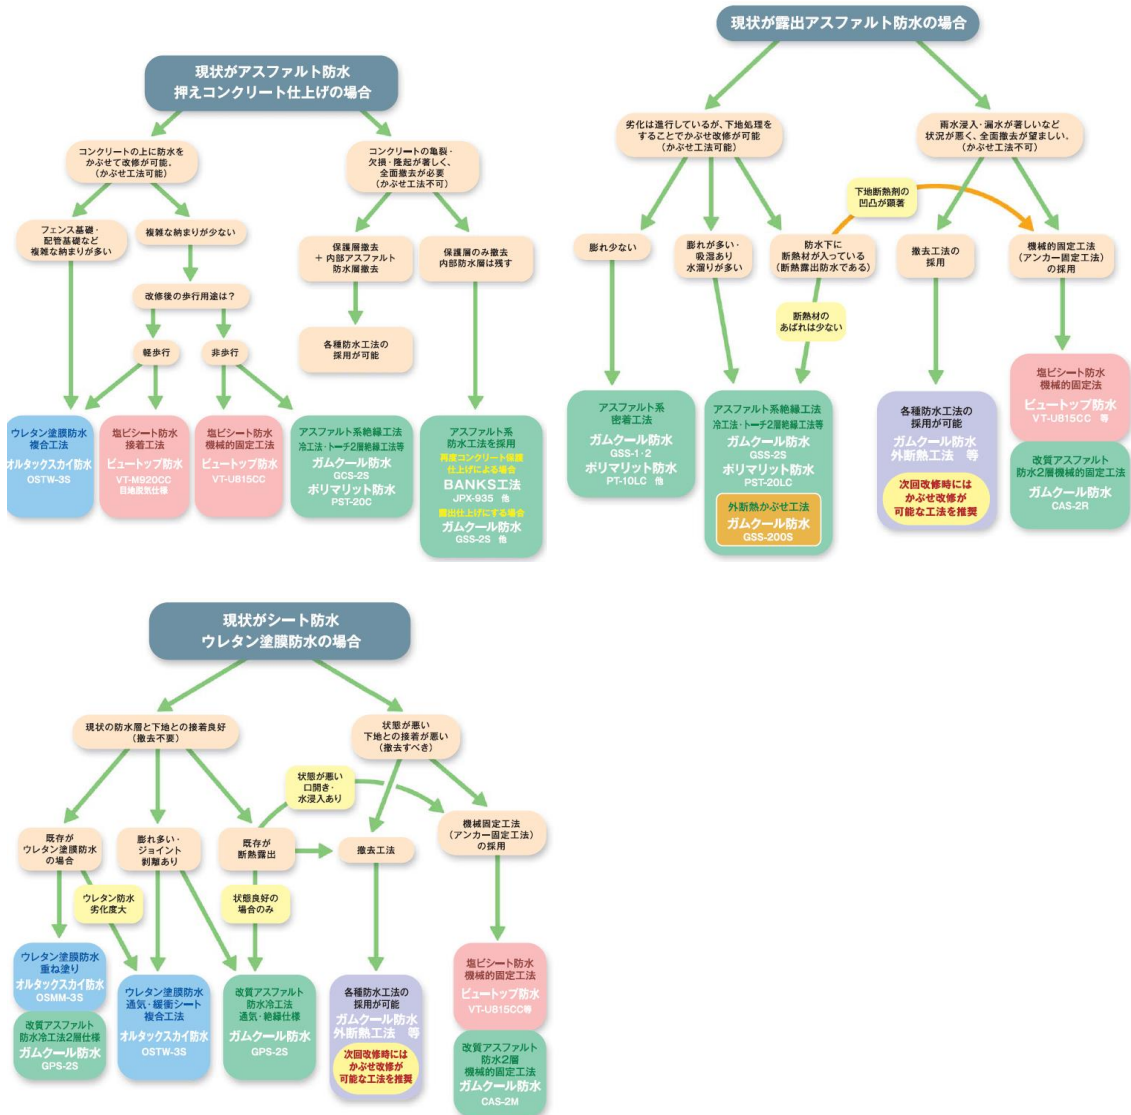 現状がアスファルト防水
押えコンクリート仕上げの場合
コンクリートの上に防水を
かぶせて改修が可能。
(かぶせ工法可能)
コンクリートの亀裂・
欠損・隆起が著しく、
全面撤去が必要
(かぶせ工法不可)
フェンス基礎・
配管基礎など
複雑な納まりが多い
複雑な納まりが少ない
保護層撤去
+ 内部アスファルト
防水層撤去
保護層のみ撤去
内部防水層は残す
改修後の歩行用途は?
各種防水工法の
採用が可能
軽歩行
非歩行
ウレタン塗膜防水
複合工法
オルタックスカイ防水
OSTW-3S
塩ビシート防水
接着工法
ビュートップ防水
VT-M920CC
目地脱気仕様
塩ビシート防水
機械的固定工法
ビュートップ防水
VT-U815CC
アスファルト系絶縁工法
冷工法・トーチ2層絶縁工法等
ガムクール防水
GCS-2S
ポリマリット防水
PST-20C
アスファルト系
防水工法を採用
再度コンクリート保護
仕上げによる場合
BANKS工法
JPX-935 他
露出仕上げにする場合
ガムクール防水
GSS-2S 他
現状が露出アスファルト防水の場合
劣化は進行しているが、下地処理を
することでかぶせ改修が可能
(かぶせ工法可能)
雨水浸入・漏水が著しいなど
状況が悪く、全面撤去が望ましい。
(かぶせ工法不可)
下地断熱剤の
凹凸が顕著
膨れ少ない
膨れが多い・
吸湿あり
水溜りが多い
防水下に
断熱材が入っている
(断熱露出防水である)
撤去工法の
採用
機械的固定工法
(アンカー固定工法)
の採用
断熱材の
あばれは少ない
アスファルト系
密着工法
ガムクール防水
GSS-1・2
ポリマリット防水
PT-10LC 他
アスファルト系絶縁工法
冷工法・トーチ2層絶縁工法等
ガムクール防水
GSS-2S
ポリマリット防水
PST-20LC
外断熱かぶせ工法
ガムクール防水
GSS-200S
各種防水工法の
採用が可能
ガムクール防水
外断熱工法 等
次回改修時には
かぶせ改修が
可能な工法を推奨
塩ビシート防水
機械的固定法
ビュートップ防水
VT-U815CC 等
改質アスファルト
防水2層機械的固定工法
ガムクール防水
CAS-2R
現状がシート防水
ウレタン塗膜防水の場合
現状の防水層と下地との接着良好
(撤去不要)
状態が悪い
下地との接着が悪い
(撤去すべき)
状態が悪い
口開き・
水浸入あり
既存が
ウレタン塗膜防水
の場合
膨れ多い・
ジョイント
剥離あり
既存が
断熱露出
撤去工法
機械固定工法
(アンカー固定工法)
の採用
ウレタン防水
劣化度大
状態良好の
場合のみ
ウレタン塗膜防水
重ね塗り
オルタックスカイ防水
OSMM-3S
改質アスファルト
防水冷工法2層仕様
ガムクール防水
GPS-2S
ウレタン塗膜防水
通気・緩衝シート
複合工法
オルタックスカイ防水
OSTW-3S
改質アスファルト
防水冷工法
通気・絶縁仕様
ガムクール防水
GPS-2S
各種防水工法の
採用が可能
ガムクール防水
外断熱工法 等
次回改修時には
かぶせ改修が
可能な工法を推奨
塩ビシート防水
機械的固定工法
ビュートップ防水
VT-U815CC等
改質アスファルト
防水2層
機械的固定工法
ガムクール防水
CAS-2M